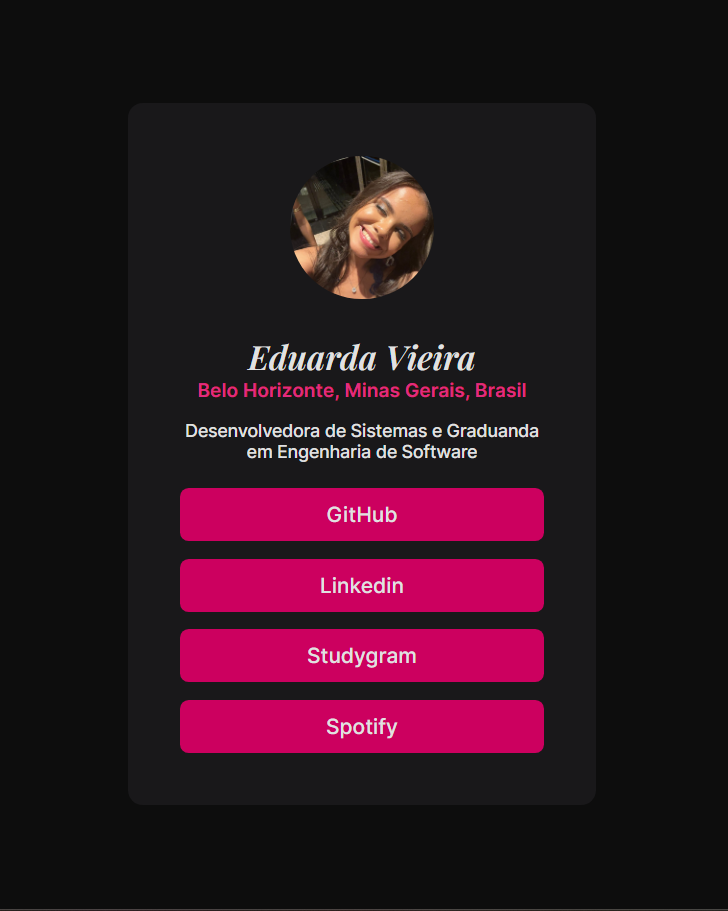 Eduarda Vieira
Belo Horizonte, Minas Gerais, Brasil
Desenvolvedora de Sistemas e Graduanda
em Engenharia de Software
GitHub
Linkedin
Studygram
Spotify